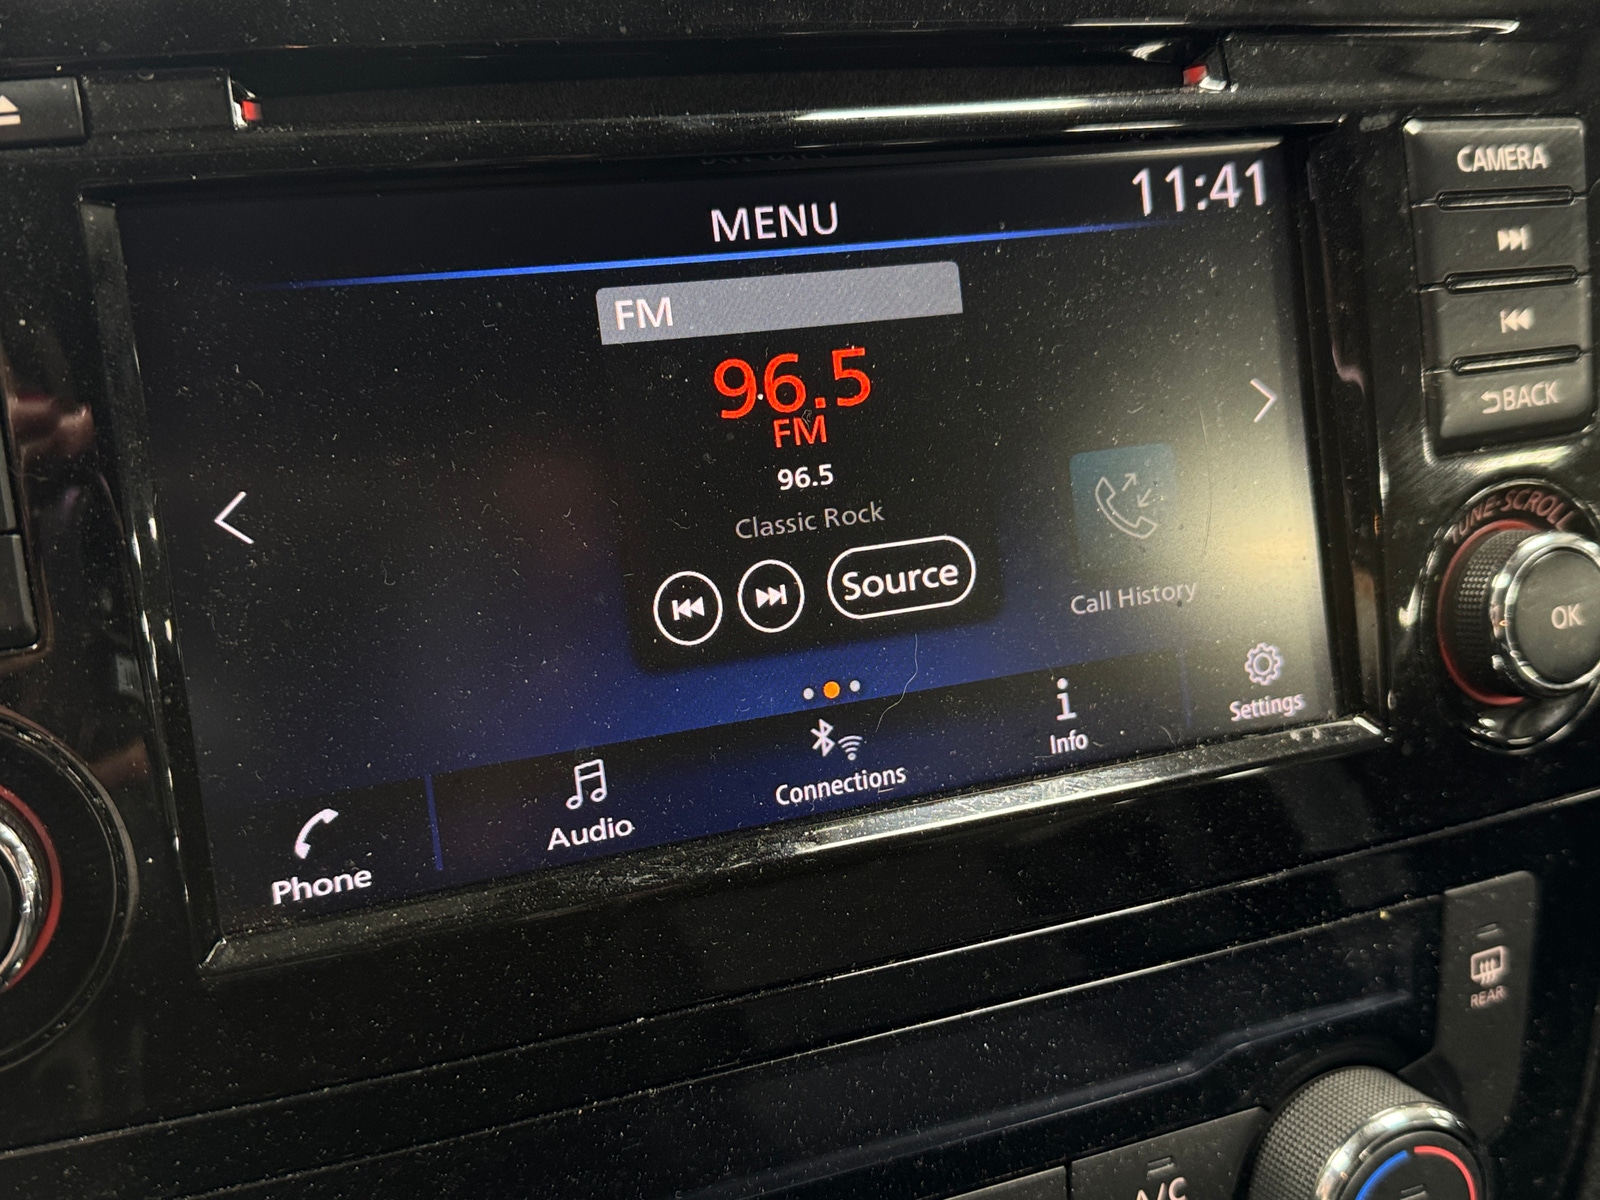 MENU
11:41
FM
96.5
FM
96.5
Classic Rock
Source
Call History
Phone
Audio
Connections
Info
Settings
CAMERA
BACK
TUNE-SCROLL
OK
REAR
A/C